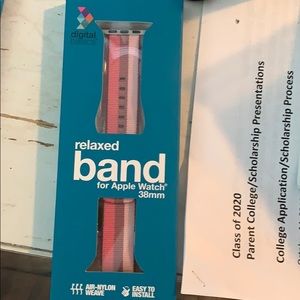 digital
relaxed
band
for Apple Watch®
38mm
AIR-NYLON
WEAVE
EASY TO
INSTALL
Class of 2020
Parent College/Scholarship Presentations
College Application/Scholarship Process